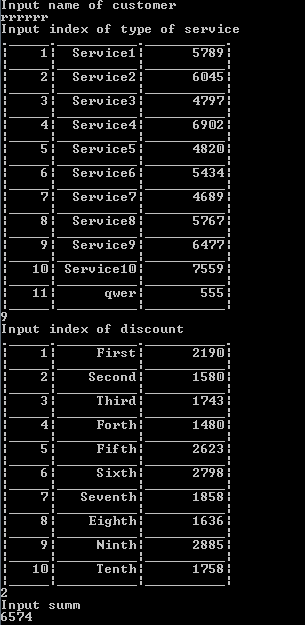 Input name of customer
rrrrrr
Input index of type of service
1 Service1 5789
2 Service2 6045
3 Service3 4797
4 Service4 6902
5 Service5 4820
6 Service6 5434
7 Service7 4689
8 Service8 5767
9 Service9 6477
10 Service10 7559
11 qwer 555
9
Input index of discount
1 First 2190
2 Second 1580
3 Third 1743
4 Forth 1480
5 Fifth 2623
6 Sixth 2798
7 Seventh 1858
8 Eighth 1636
9 Ninth 2885
10 Tenth 1758
2
Input summ
6574